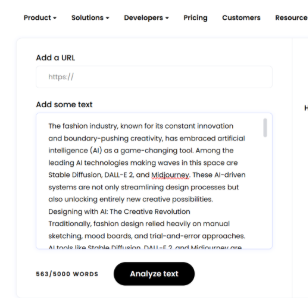 Product Solutions Developers Pricing Customers Resource
Add a URL
https://
Add some text
The fashion industry, known for its constant innovation
and boundary-pushing creativity, has embraced artificial
intelligence (AI) as a game-changing tool. Among the
leading AI technologies making waves in this space are
Stable Diffusion, DALL-E 2, and Midjourney. These AI-driven
systems are not only streamlining design processes but
also unlocking entirely new creative possibilities.
Designing with AI: The Creative Revolution
Traditionally, fashion design relied heavily on manual
sketching, mood boards, and trial-and-error approaches.
AI tools like Stable Diffusion, DALL-E 2, and Midjourney are
563/5000 WORDS
Analyze text